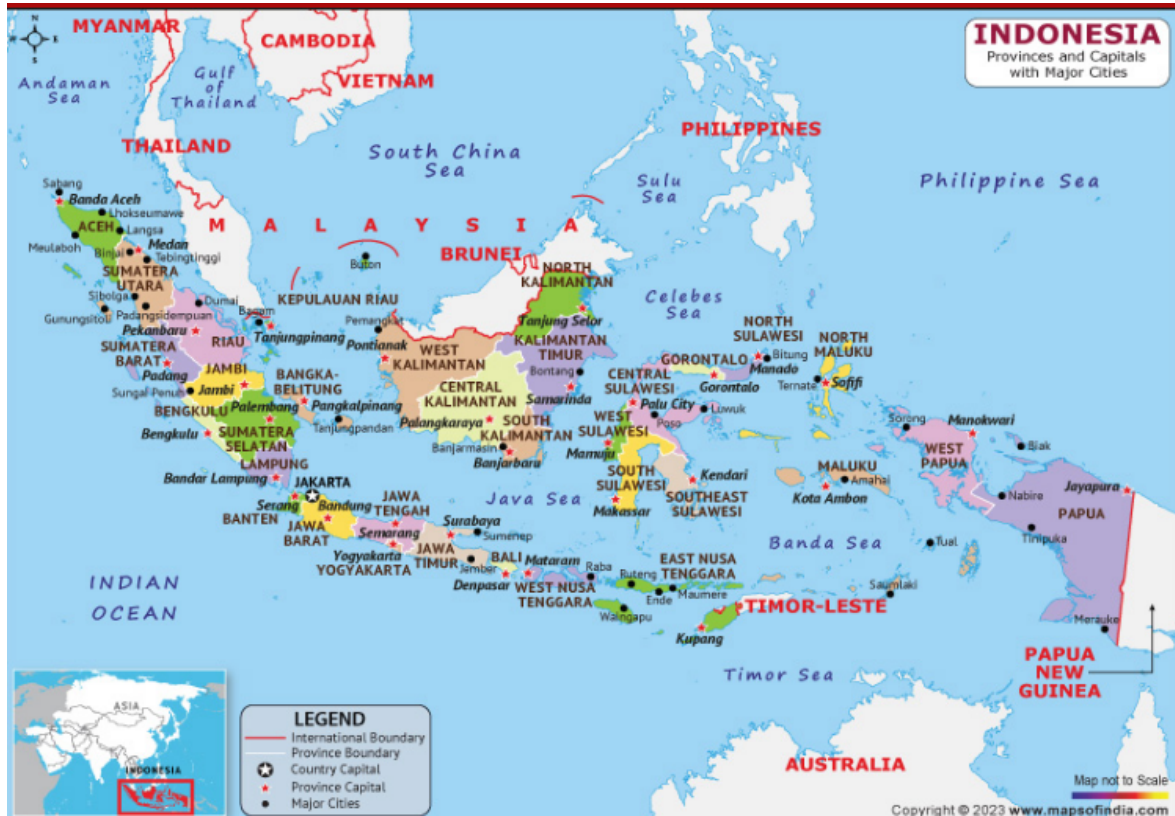 INDONESIA
Provinces and Capitals
with Major Cities
MYANMAR
CAMBODIA
VIETNAM
THAILAND
PHILIPPINES
Andaman
Sea
Gulf
of
Thailand
South China
Sea
Sulu
Sea
Philippine Sea
MALAYSIA
BRUNEI
Celebes
Sea
Sabang
Banda Aceh
Lhokseumawe
ACEH
Langsa
Meulaboh
Binjai
Medan
Tebingtinggi
SUMATERA
UTARA
Sibolga
Gunungsitoli
Padangsidempuan
Dumai
Buton
KEPULAUAN RIAU
Batam
Tanjungpinang
Pekanbaru
RIAU
SUMATERA
BARAT
Padang
JAMBI
Jambi
Sungai Penuh
BENGKULU
Bengkulu
Palembang
SUMATERA
SELATAN
BANGKA-
BELITUNG
Pangkalpinang
Tanjungpandan
LAMPUNG
Bandar Lampung
Pemangkat
Pontianak
WEST
KALIMANTAN
NORTH
KALIMANTAN
Tanjung Selor
KALIMANTAN
TIMUR
Bontang
Samarinda
CENTRAL
KALIMANTAN
Palangkaraya
SOUTH
KALIMANTAN
Banjarmasin
Banjarbaru
GORONTALO
Gorontalo
NORTH
SULAWESI
Bitung
Manado
CENTRAL
SULAWESI
Palu City
Luwuk
Poso
WEST
SULAWESI
Mamuju
SOUTH
SULAWESI
Makassar
Kendari
SOUTHEAST
SULAWESI
NORTH
MALUKU
Ternate
Sofifi
MALUKU
Amahai
Kota Ambon
Sorong
Manokwari
WEST
PAPUA
Biak
Nabire
Jayapura
PAPUA
Tinipuka
Tual
Merauke
Java Sea
Banda Sea
JAKARTA
Serang
BANTEN
Bandung
JAWA
BARAT
JAWA
TENGAH
Semarang
Yogyakarta
YOGYAKARTA
Surabaya
Sumenep
JAWA
TIMUR
Jember
BALI
Denpasar
Mataram
WEST NUSA
TENGGARA
Raba
Ruteng
EAST NUSA
TENGGARA
Ende
Maumere
Waingapu
Kupang
TIMOR-LESTE
Saumlaki
INDIAN
OCEAN
Timor Sea
PAPUA
NEW
GUINEA
AUSTRALIA
ASIA
INDONESIA
LEGEND
International Boundary
Province Boundary
Country Capital
Province Capital
Major Cities
Map not to Scale
Copyright © 2023 www.mapsofindia.com